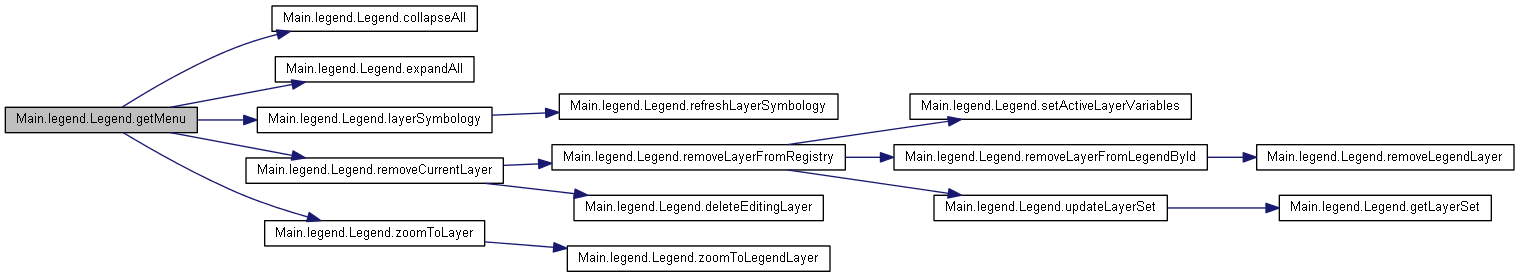 Main.legend.Legend.getMenu
Main.legend.Legend.collapseAll
Main.legend.Legend.expandAll
Main.legend.Legend.layerSymbology
Main.legend.Legend.refreshLayerSymbology
Main.legend.Legend.removeCurrentLayer
Main.legend.Legend.removeLayerFromRegistry
Main.legend.Legend.setActiveLayerVariables
Main.legend.Legend.removeLayerFromLegendById
Main.legend.Legend.removeLegendLayer
Main.legend.Legend.updateLayerSet
Main.legend.Legend.getLayerSet
Main.legend.Legend.deleteEditingLayer
Main.legend.Legend.zoomToLayer
Main.legend.Legend.zoomToLegendLayer